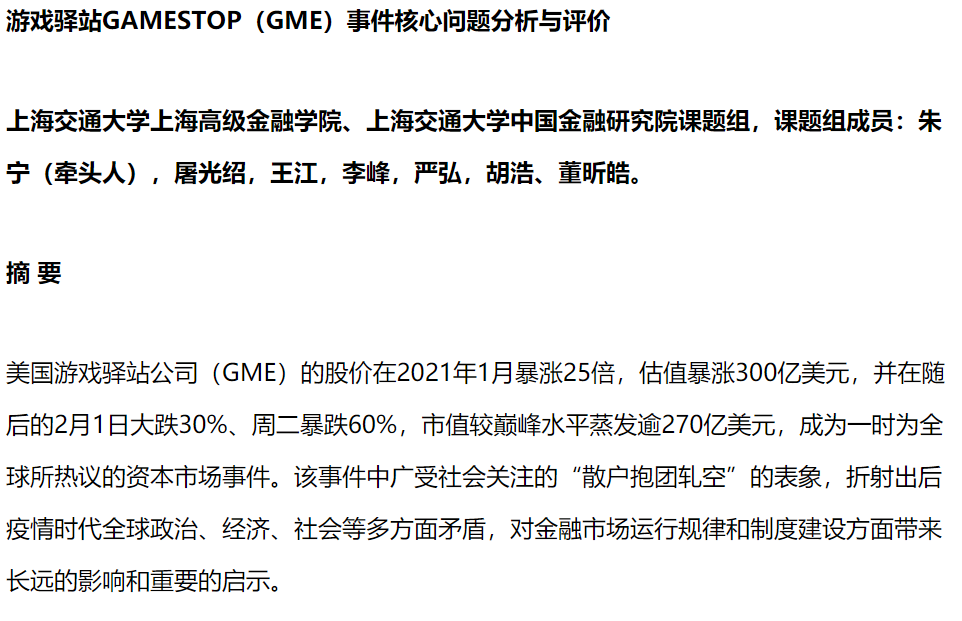 游戏驿站GAMESTOP（GME）事件核心问题分析与评价
上海交通大学上海高级金融学院、上海交通大学中国金融研究院课题组，课题组成员：朱
宁（牵头人），屠光绍，王江，李峰，严弘，胡浩、董昕皓。
摘 要
美国游戏驿站公司（GME）的股价在2021年1月暴涨25倍，估值暴涨300亿美元，并在随
后的2月1日大跌30%、周二暴跌60%，市值较巅峰水平蒸发逾270亿美元，成为一时为全
球所热议的资本市场事件。该事件中广受社会关注的“散户抱团轧空”的表象，折射出后
疫情时代全球政治、经济、社会等多方面矛盾，对金融市场运行规律和制度建设方面带来
长远的影响和重要的启示。